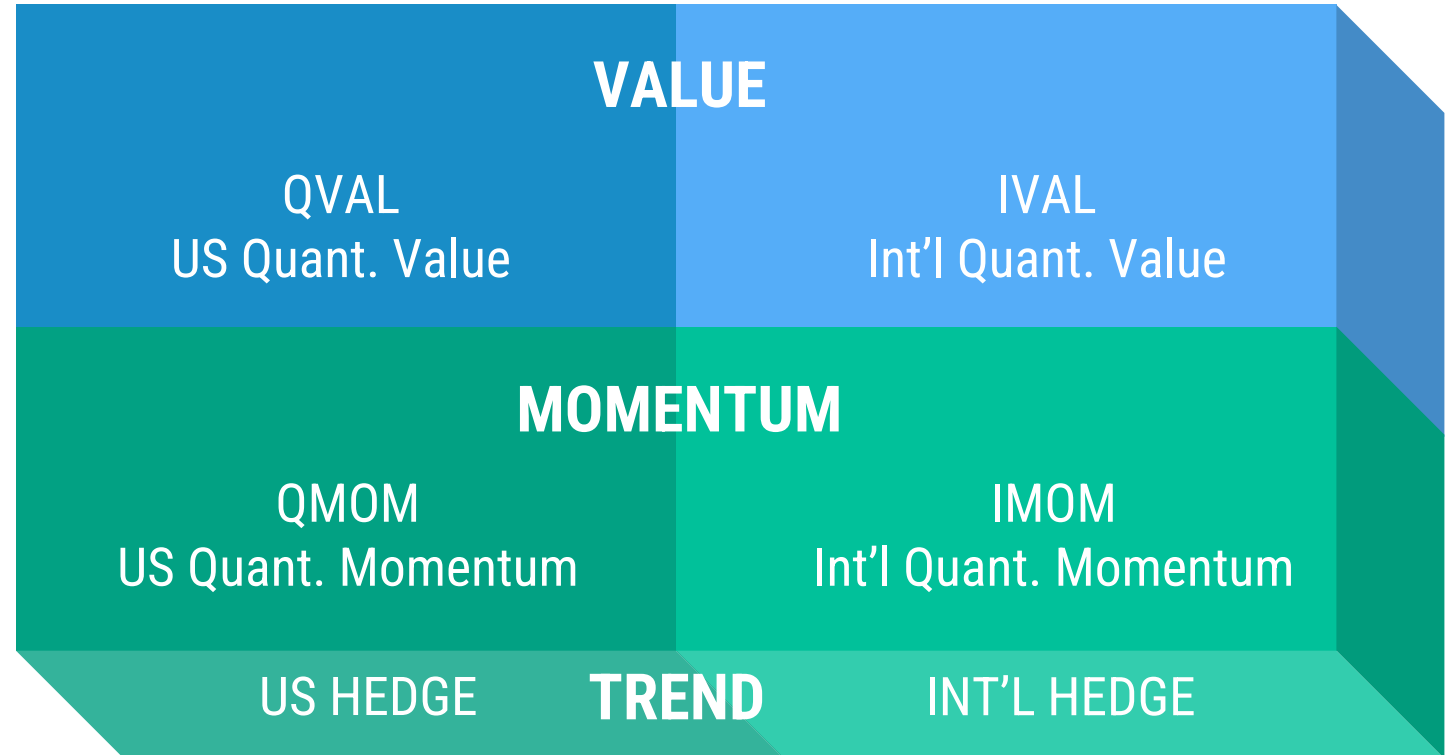 VALUE
QVAL
US Quant. Value
IVAL
Int’l Quant. Value
MOMENTUM
QMOM
US Quant. Momentum
IMOM
Int’l Quant. Momentum
US HEDGE
TREND
INT’L HEDGE